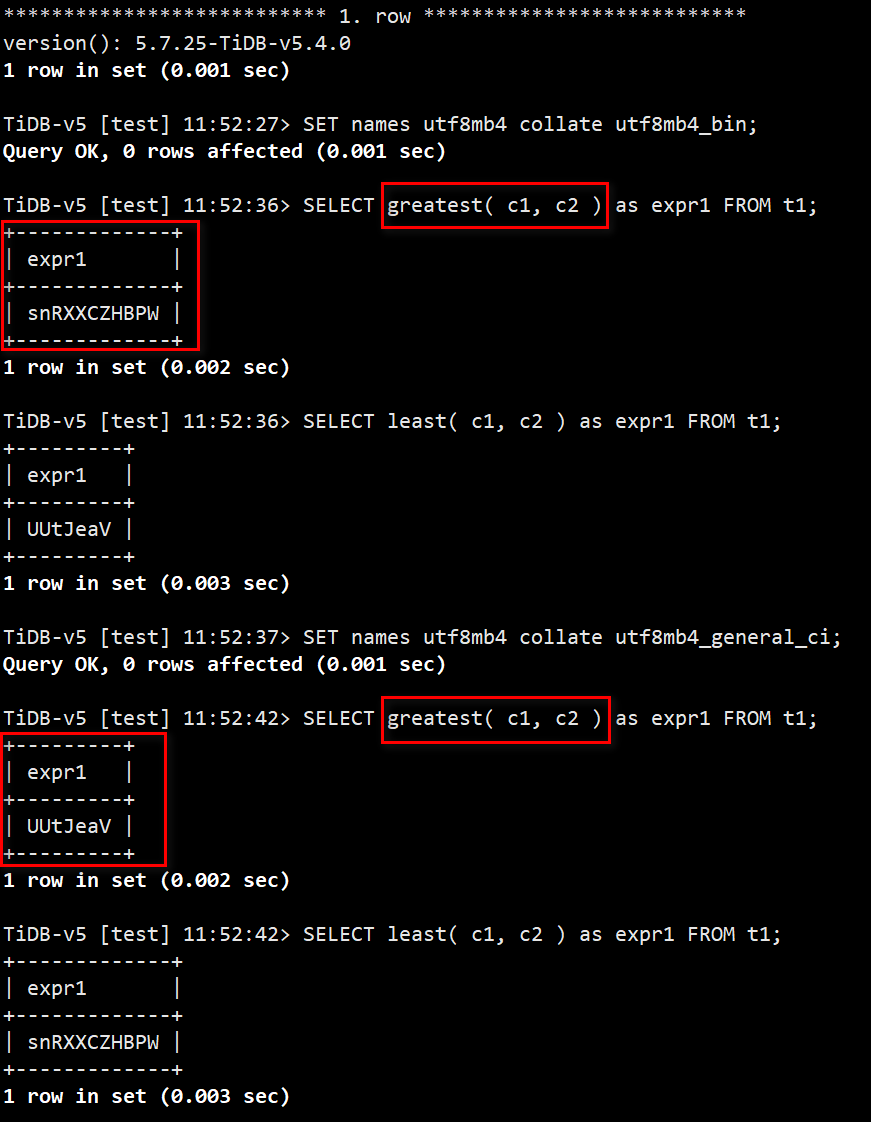 *************************** 1. row ***************************
version(): 5.7.25-TiDB-v5.4.0
1 row in set (0.001 sec)

TiDB-v5 [test] 11:52:27> SET names utf8mb4 collate utf8mb4_bin;
Query OK, 0 rows affected (0.001 sec)

TiDB-v5 [test] 11:52:36> SELECT greatest( c1, c2 ) as expr1 FROM t1;
+-------------+
| expr1       |
+-------------+
| snRXXCZHBPW |
+-------------+
1 row in set (0.002 sec)

TiDB-v5 [test] 11:52:36> SELECT least( c1, c2 ) as expr1 FROM t1;
+---------+
| expr1   |
+---------+
| UUtJeaV |
+---------+
1 row in set (0.003 sec)

TiDB-v5 [test] 11:52:37> SET names utf8mb4 collate utf8mb4_general_ci;
Query OK, 0 rows affected (0.001 sec)

TiDB-v5 [test] 11:52:42> SELECT greatest( c1, c2 ) as expr1 FROM t1;
+---------+
| expr1   |
+---------+
| UUtJeaV |
+---------+
1 row in set (0.002 sec)

TiDB-v5 [test] 11:52:42> SELECT least( c1, c2 ) as expr1 FROM t1;
+-------------+
| expr1       |
+-------------+
| snRXXCZHBPW |
+-------------+
1 row in set (0.003 sec)